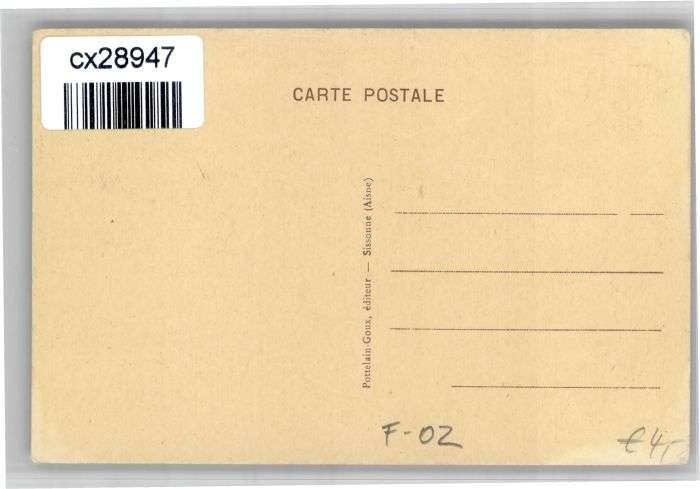 cx28947
CARTE POSTALE
Pottelain-Goux, éditeur — Sissonne (Aisne)
F-02
€4,-